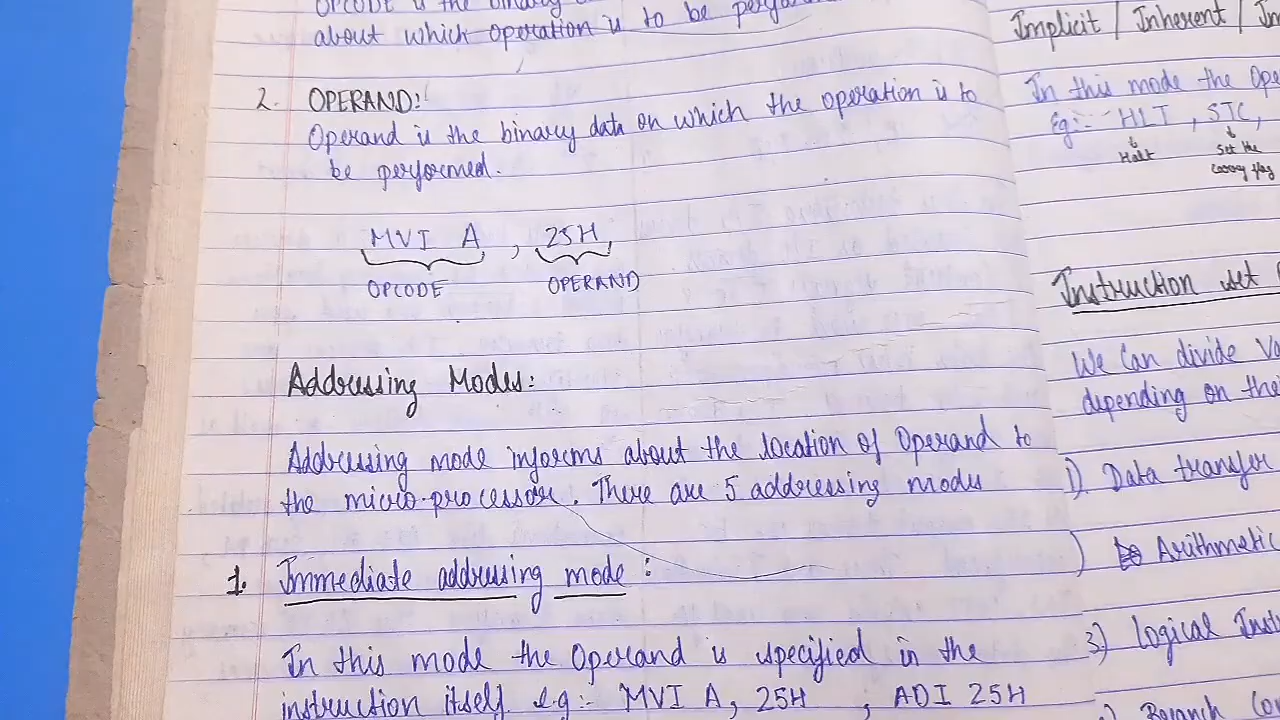 OPCODE is the binary
about which operation is to be
2. OPERAND:
Operand is the binary data on which the operation is to
be performed.
MVI A , 25H
OPCODE OPERAND
Addressing Modes:
Addressing mode informs about the location of Operand to
the micro-processor. There are 5 addressing modes
1. Immediate addressing mode :
In this mode the Operand is specified in the
instruction itself e.g:- MVI A, 25H , ADI 25H
Implicit / Inherent /
In this mode the
Eg:- HLT , STC,
Halt
Set the
carry flag
Instruction set
We can divide
depending on
1). Data transfer
) Arithmetic
3) Logical
Branch